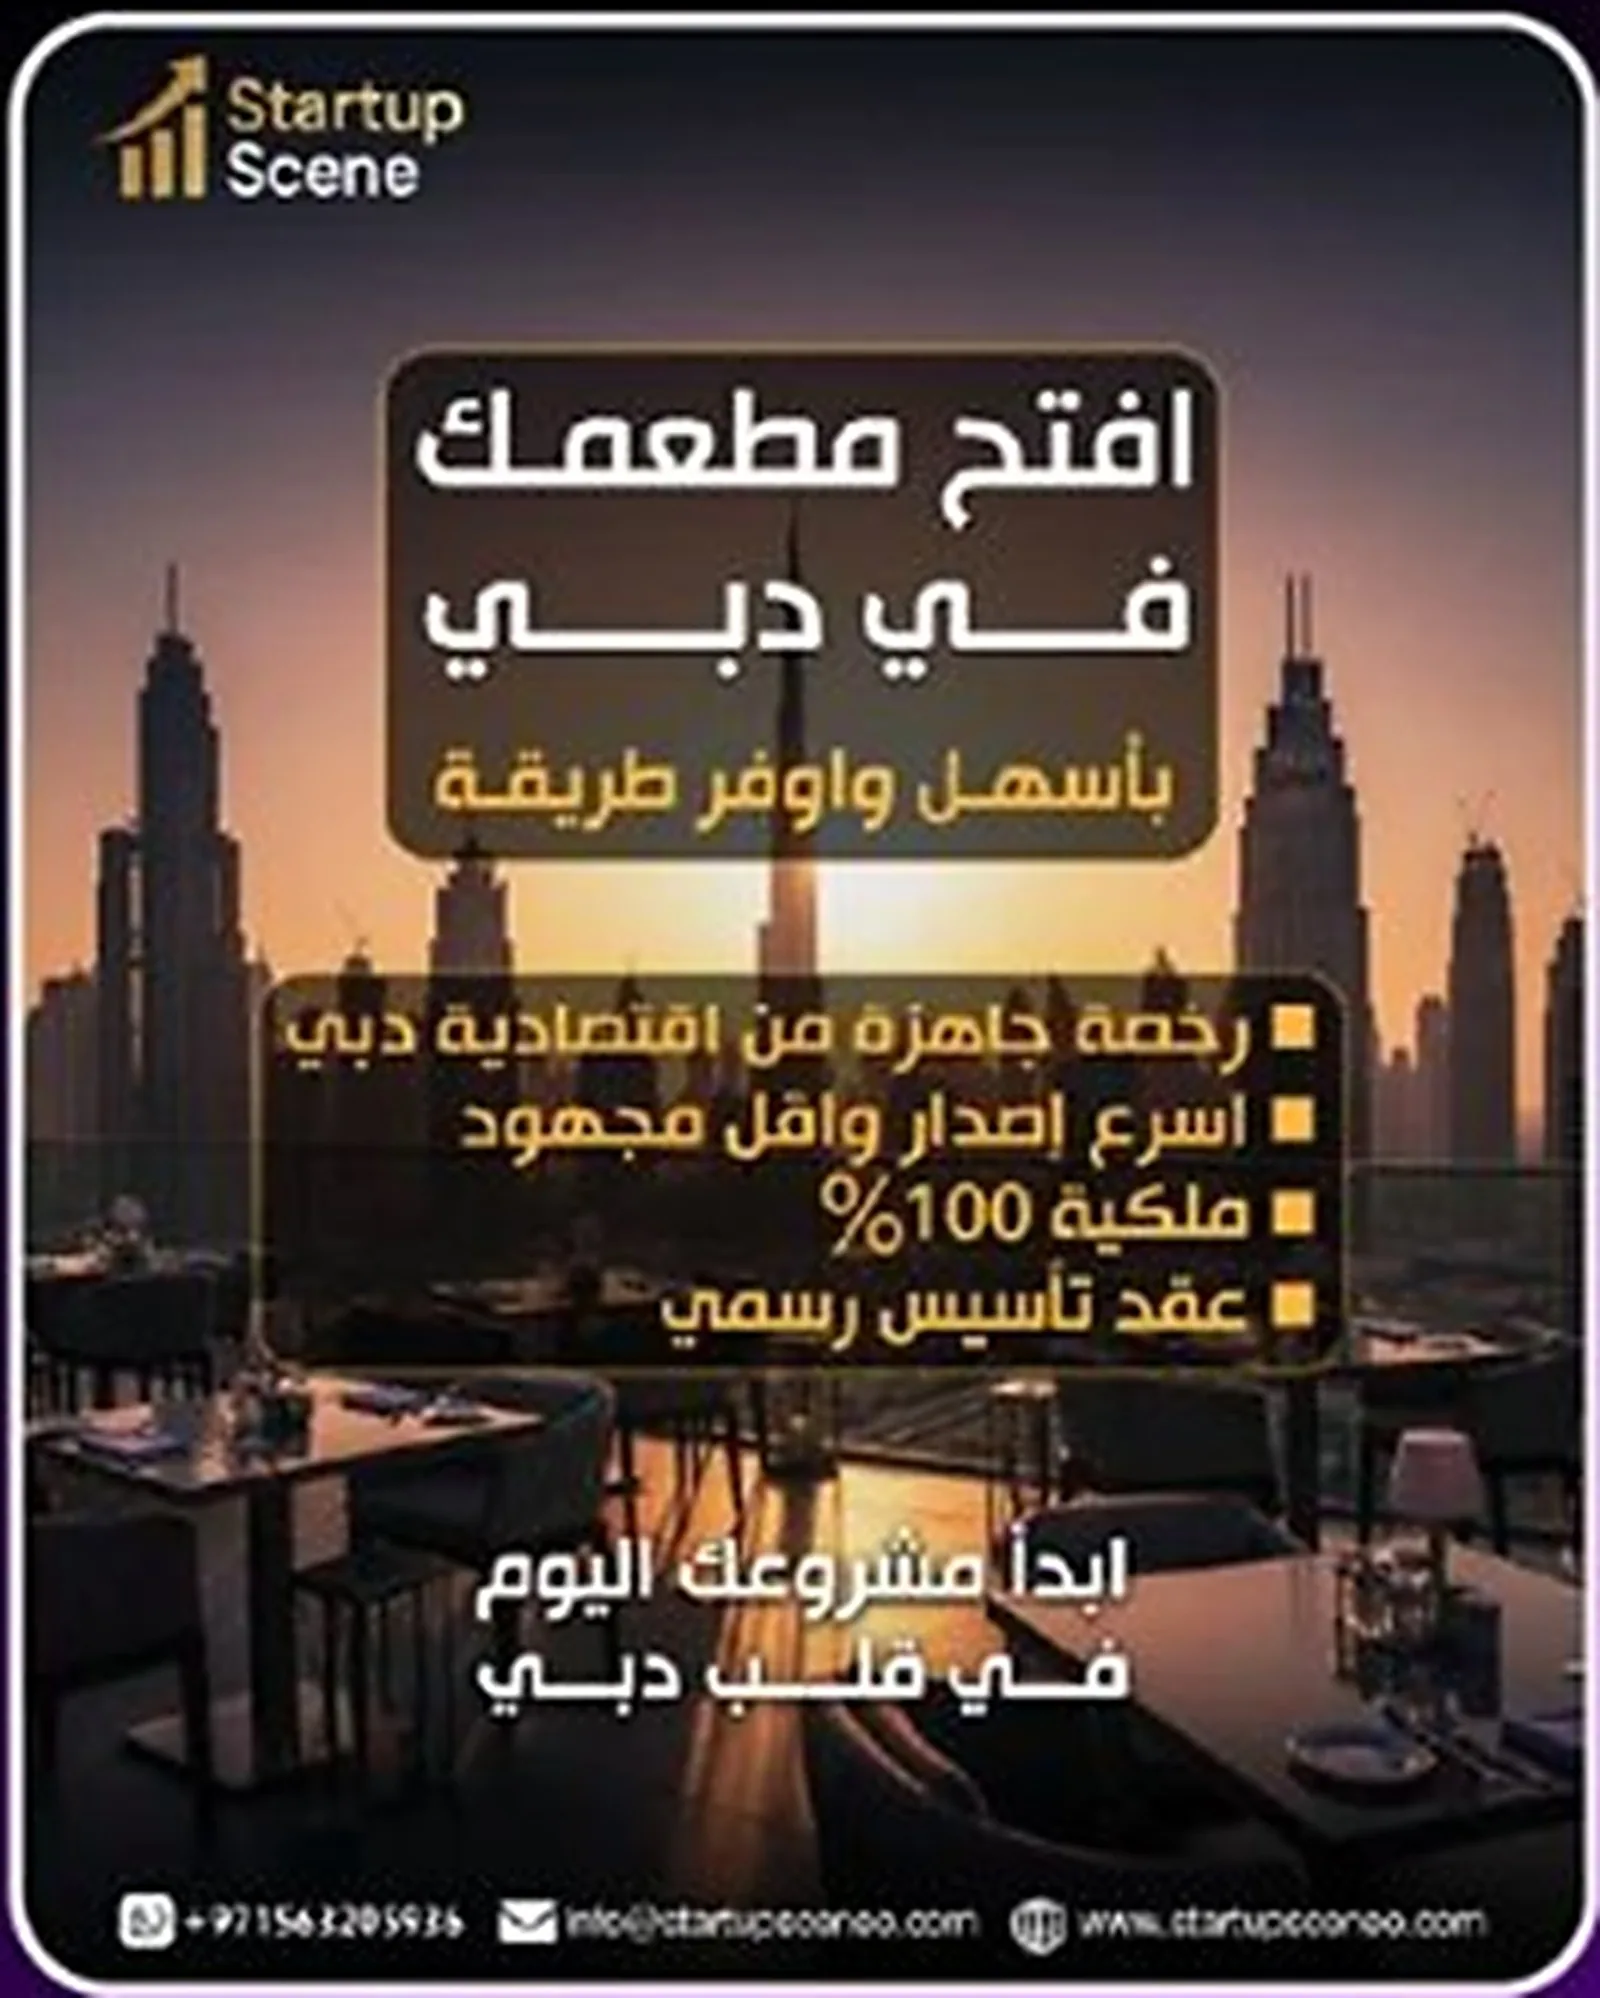 Startup
Scene
افتح مطعمك
في دبي
بأسهل واوفر طريقة
رخصة جاهزة من اقتصادية دبي
اسرع إصدار واقل مجهود
ملكية 100%
عقد تأسيس رسمي
ابدأ مشروعك اليوم
في قلب دبي
+971563205936